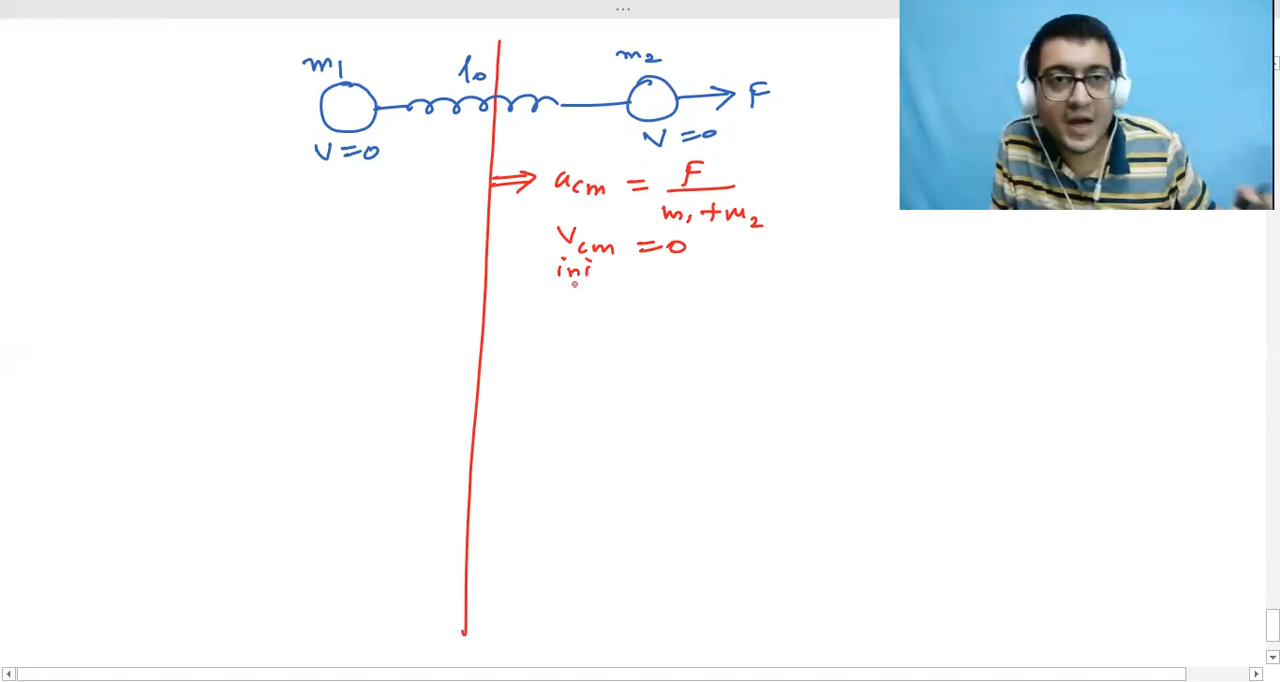 m1 l0 m2
F
V=0 V=0
⇒ acm = F / m1+m2
Vcm =0
ini